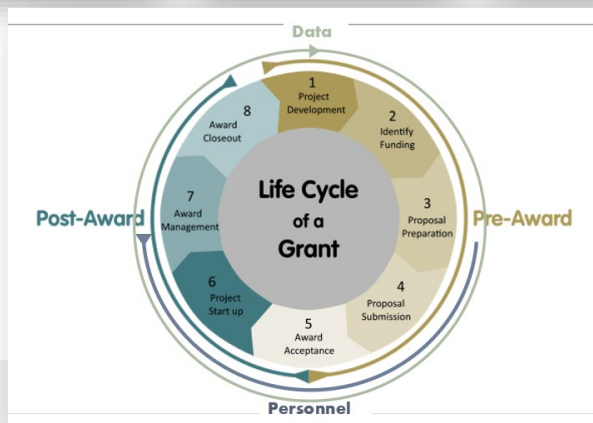 Data
1
Project
Development
2
Identify
Funding
3
Proposal
Preparation
4
Proposal
Submission
5
Award
Acceptance
6
Project
Start up
7
Award
Management
8
Award
Closeout
Life Cycle
of a
Grant
Post-Award
Pre-Award
Personnel